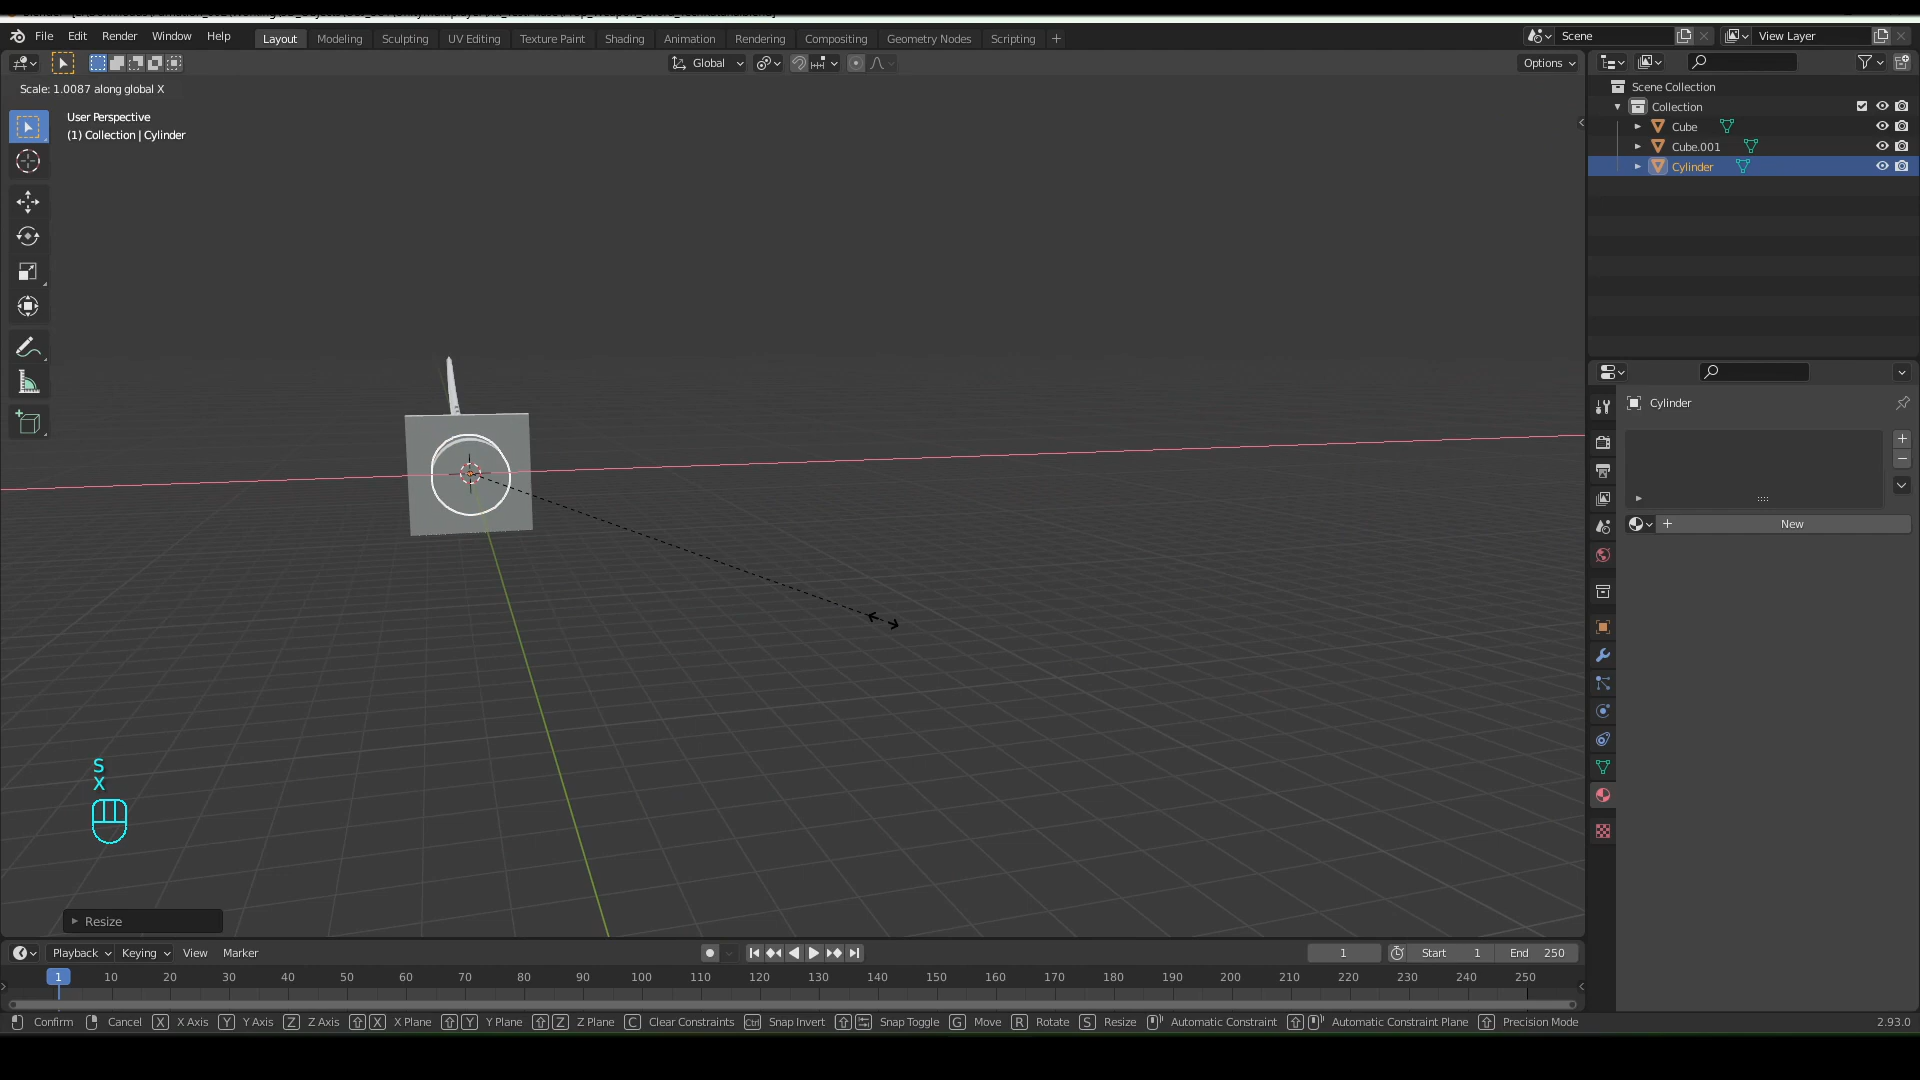 File Edit Render Window Help
Layout Modeling Sculpting UV Editing Texture Paint Shading Animation Rendering Compositing Geometry Nodes Scripting +
Scene
View Layer
Global
Options
Scale: 1.0087 along global X
User Perspective
(1) Collection | Cylinder
Scene Collection
Collection
Cube
Cube.001
Cylinder
Cylinder
New
S
X
Resize
Playback Keying View Marker
1
Start 1
End 250
1 10 20 30 40 50 60 70 80 90 100 110 120 130 140 150 160 170 180 190 200 210 220 230 240 250
Confirm Cancel X X Axis Y Y Axis Z Z Axis X X Plane Y Y Plane Z Z Plane C Clear Constraints Ctrl Snap Invert Snap Toggle G Move R Rotate S Resize Automatic Constraint Automatic Constraint Plane Precision Mode
2.93.0